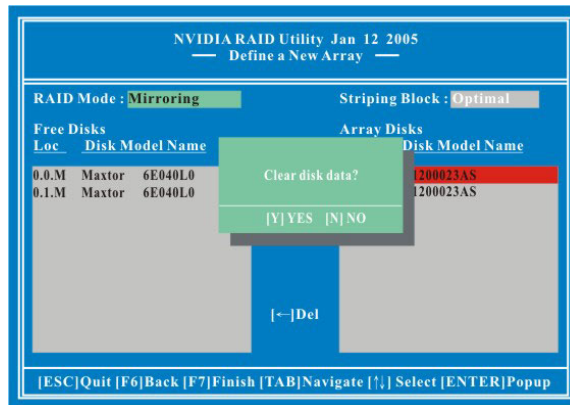 NVIDIA RAID Utility Jan 12 2005
Define a New Array
RAID Mode : Mirroring Striping Block : Optimal
Free Disks Array Disks
Loc Disk Model Name Disk Model Name
0.0.M Maxtor 6E040L0 1200023AS
0.1.M Maxtor 6E040L0 1200023AS
Clear disk data?
[Y] YES [N] NO
[←]Del
[ESC]Quit [F6]Back [F7]Finish [TAB]Navigate [↑↓] Select [ENTER]Popup